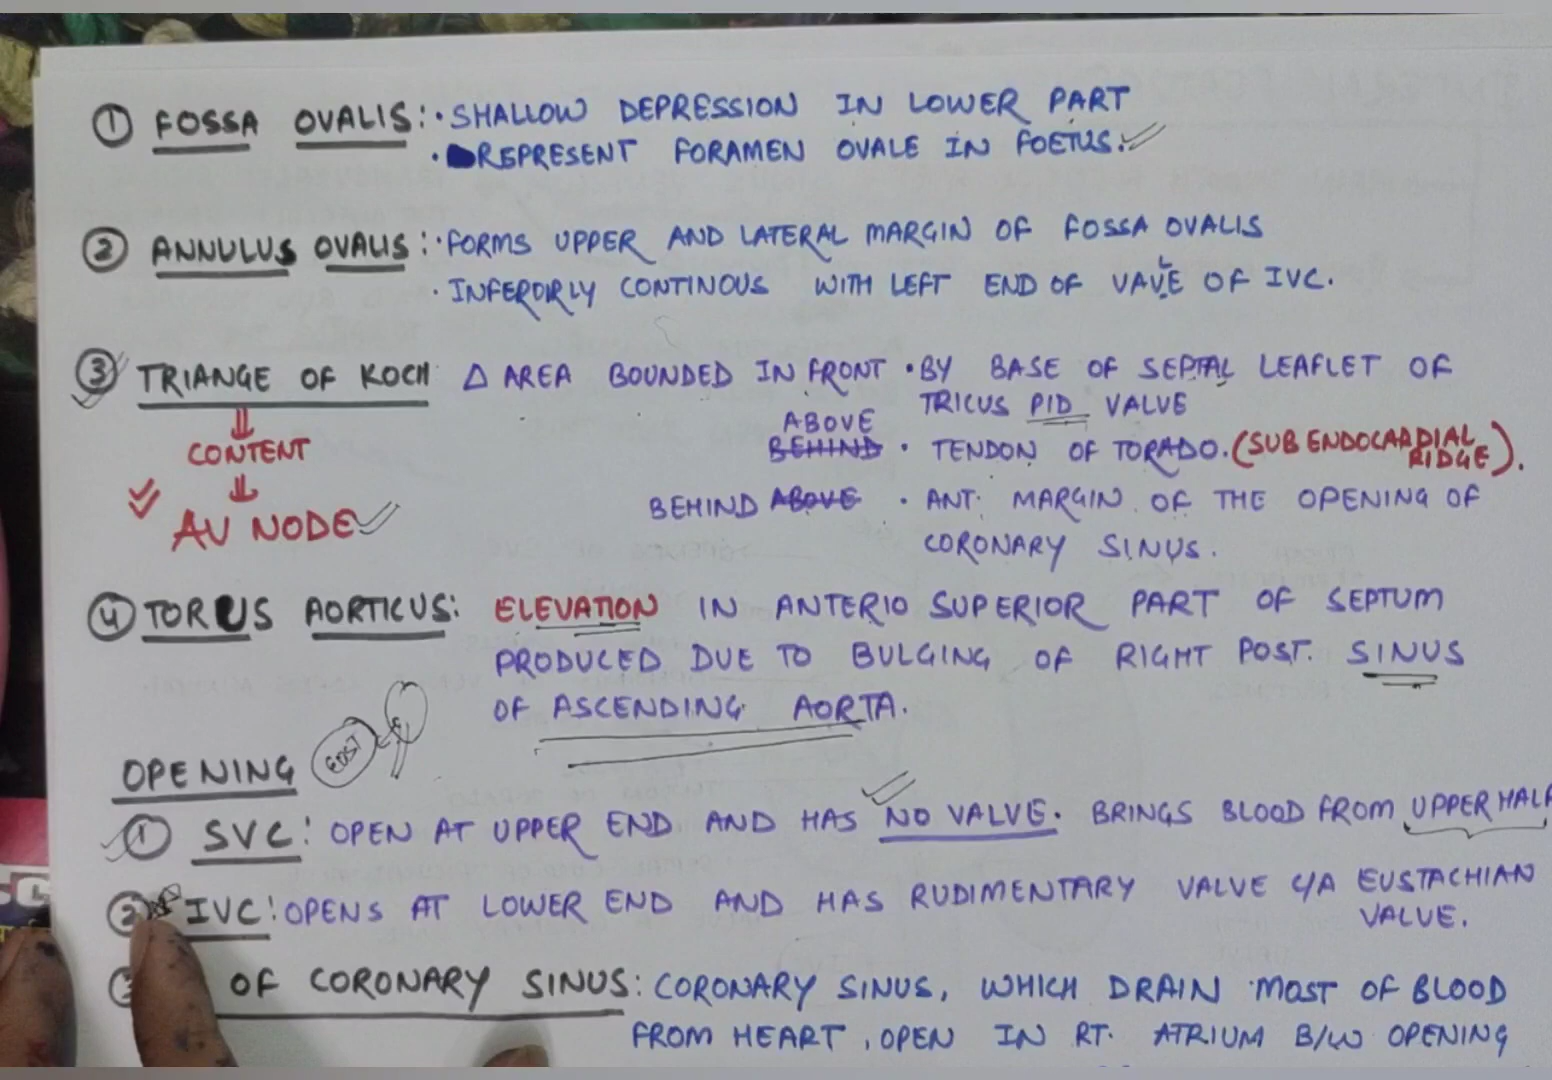 ① FOSSA OVALIS: • SHALLOW DEPRESSION IN LOWER PART
• REPRESENT FORAMEN OVALE IN FOETUS.
② ANNULUS OVALIS: • FORMS UPPER AND LATERAL MARGIN OF FOSSA OVALIS
• INFERORLY CONTINOUS WITH LEFT END OF VAVLE OF IVC.
③ TRIANGE OF KOCH Δ AREA BOUNDED IN FRONT • BY BASE OF SEPTAL LEAFLET OF
TRICUSPID VALVE
ABOVE
BEHIND • TENDON OF TORADO. (SUB ENDOCARDIAL
RIDGE).
⇓
CONTENT
⇓
AV NODE
BEHIND ABOVE • ANT. MARGIN OF THE OPENING OF
CORONARY SINUS.
④ TORUS AORTICUS: ELEVATION IN ANTERIO SUPERIOR PART OF SEPTUM
PRODUCED DUE TO BULGING OF RIGHT POST. SINUS
OF ASCENDING AORTA.
OPENING
① SVC: OPEN AT UPPER END AND HAS NO VALVE. BRINGS BLOOD FROM UPPER HALF
② IVC: OPENS AT LOWER END AND HAS RUDIMENTARY VALVE C/A EUSTACHIAN
VALVE.
OF CORONARY SINUS: CORONARY SINUS, WHICH DRAIN MOST OF BLOOD
FROM HEART, OPEN IN RT. ATRIUM B/W OPENING